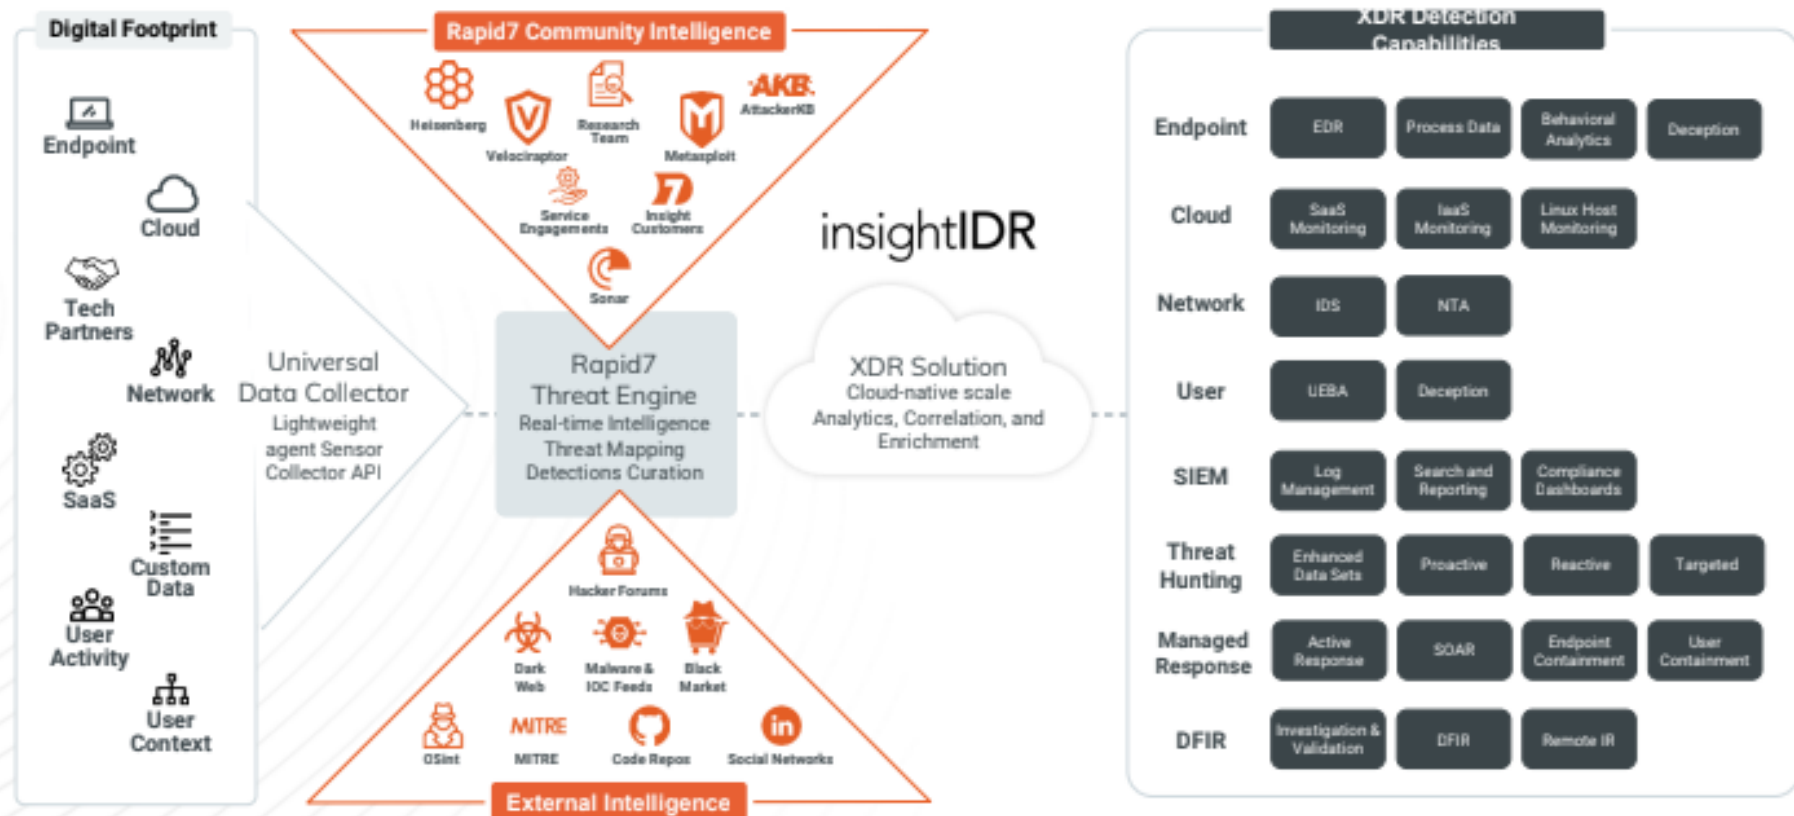 Digital Footprint
Endpoint
Cloud
Tech
Partners
Network
SaaS
Custom
Data
User
Activity
User
Context
Universal
Data Collector
Lightweight
agent Sensor
Collector API
Rapid7 Community Intelligence
Heisenberg
Velociraptor
Research
Team
Metasploit
AKB
AttackerKB
Service
Engagements
Insight
Customers
Sonar
Rapid7
Threat Engine
Real-time Intelligence
Threat Mapping
Detections Curation
Hacker Forums
Dark
Web
Malware &
IOC Feeds
Black
Market
OSint
MITRE
MITRE
Code Repos
in
Social Networks
External Intelligence
insightIDR
XDR Solution
Cloud-native scale
Analytics, Correlation, and
Enrichment
XDR Detection
Capabilities
Endpoint
EDR
Process Data
Behavioral
Analytics
Deception
Cloud
SaaS
Monitoring
IaaS
Monitoring
Linux Host
Monitoring
Network
IDS
NTA
User
UEBA
Deception
SIEM
Log
Management
Search and
Reporting
Compliance
Dashboards
Threat
Hunting
Enhanced
Data Sets
Proactive
Reactive
Targeted
Managed
Response
Active
Response
SOAR
Endpoint
Containment
User
Containment
DFIR
Investigation &
Validation
DFIR
Remote IR